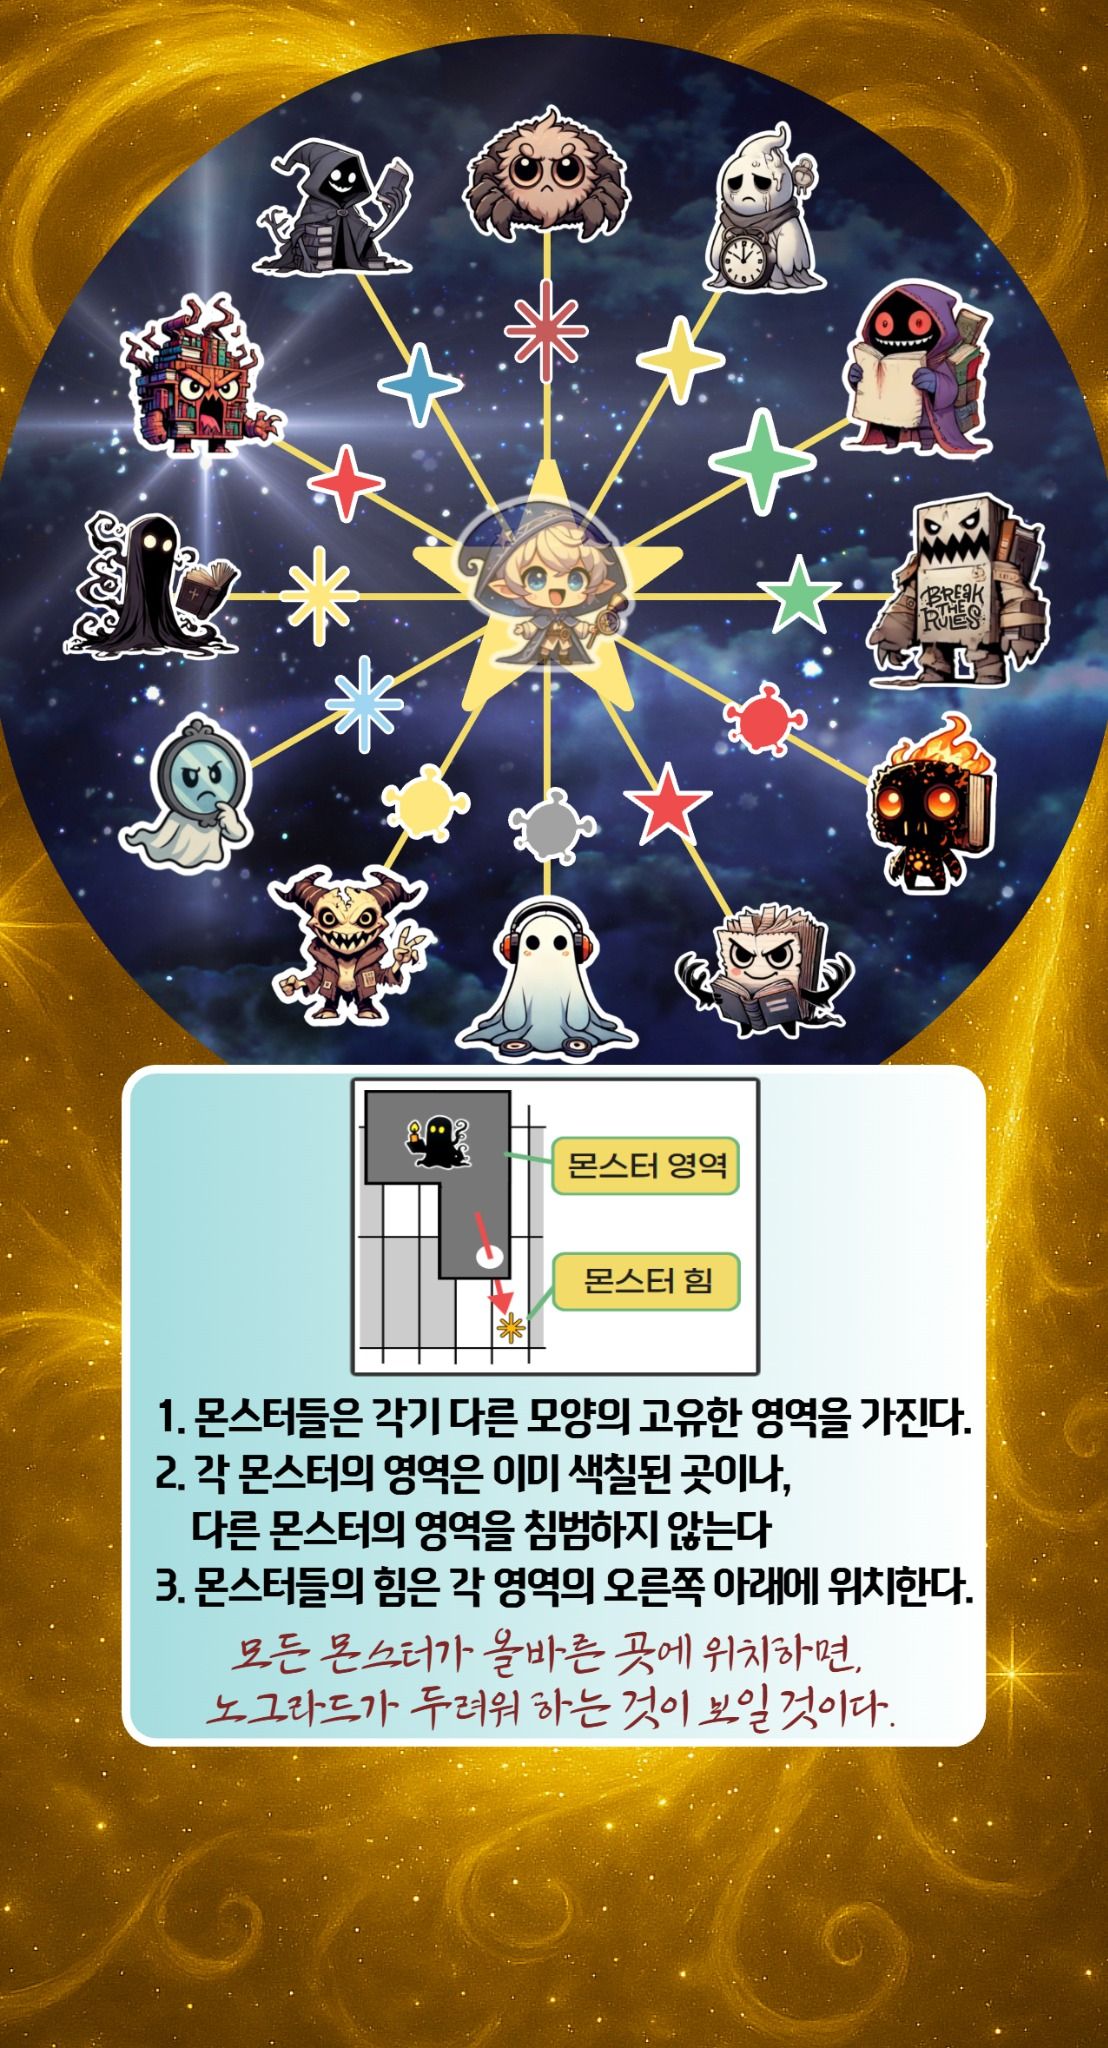 BREAK
THE
RULES
몬스터 영역
몬스터 힘
1. 몬스터들은 각기 다른 모양의 고유한 영역을 가진다.
2. 각 몬스터의 영역은 이미 색칠된 곳이나,
다른 몬스터의 영역을 침범하지 않는다
3. 몬스터들의 힘은 각 영역의 오른쪽 아래에 위치한다.
모든 몬스터가 올바른 곳에 위치하면,
노그라드가 두려워 하는 것이 보일 것이다.